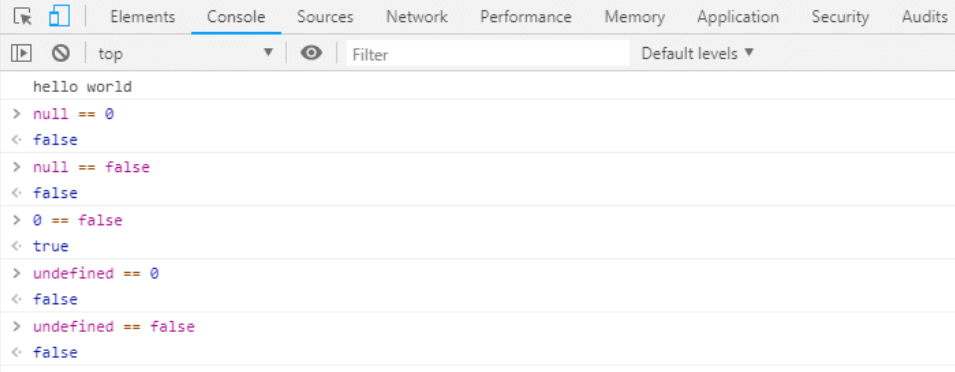 Elements Console Sources Network Performance Memory Application Security Audits
top Filter Default levels
hello world
> null == 0
false
> null == false
false
> 0 == false
true
> undefined == 0
false
> undefined == false
false